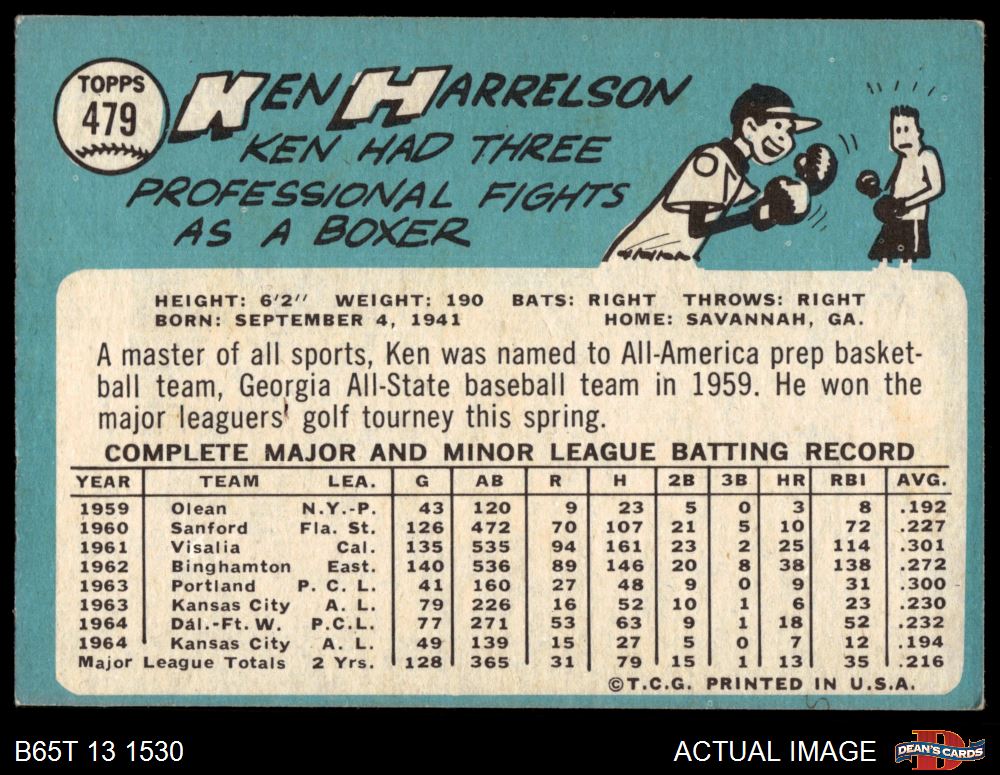 TOPPS
479
KEN HARRELSON
KEN HAD THREE
PROFESSIONAL FIGHTS
AS A BOXER
HEIGHT: 6'2" WEIGHT: 190 BATS: RIGHT THROWS: RIGHT
BORN: SEPTEMBER 4, 1941 HOME: SAVANNAH, GA.
A master of all sports, Ken was named to All-America prep basket-
ball team, Georgia All-State baseball team in 1959. He won the
major leaguers' golf tourney this spring.
COMPLETE MAJOR AND MINOR LEAGUE BATTING RECORD
YEAR TEAM LEA. G AB R H 2B 3B HR RBI AVG.
1959 Olean N.Y.-P. 43 120 9 23 5 0 3 8 .192
1960 Sanford Fla. St. 126 472 70 107 21 5 10 72 .227
1961 Visalia Cal. 135 535 94 161 23 2 25 114 .301
1962 Binghamton East. 140 536 89 146 20 8 38 138 .272
1963 Portland P. C. L. 41 160 27 48 9 0 9 31 .300
1963 Kansas City A. L. 79 226 16 52 10 1 6 23 .230
1964 Dal.-Ft. W. P.C.L. 77 271 53 63 9 1 18 52 .232
1964 Kansas City A. L. 49 139 15 27 5 0 7 12 .194
Major League Totals 2 Yrs. 128 365 31 79 15 1 13 35 .216
©T.C.G. PRINTED IN U.S.A.
B65T 13 1530 ACTUAL IMAGE DEAN'S CARDS